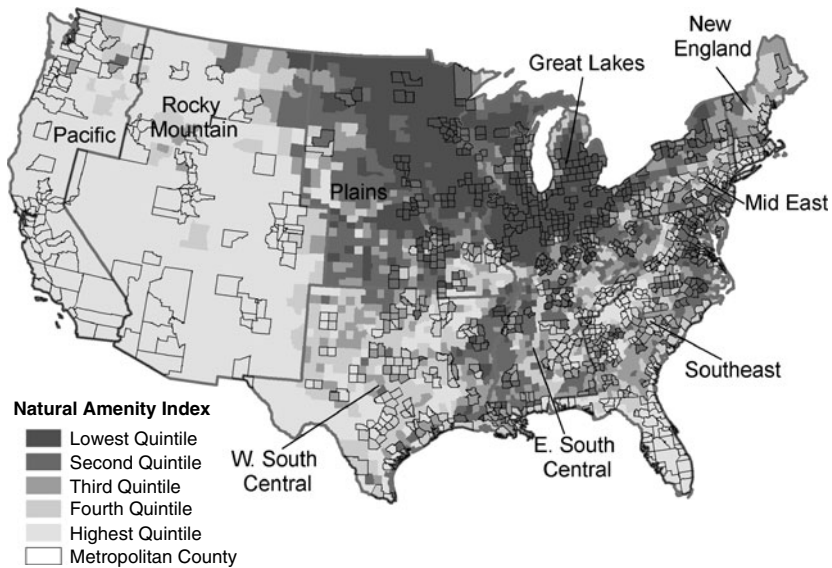 New
England
Great Lakes
Pacific
Rocky
Mountain
Plains
Mid East
Southeast
W. South
Central
E. South
Central
Natural Amenity Index
Lowest Quintile
Second Quintile
Third Quintile
Fourth Quintile
Highest Quintile
Metropolitan County